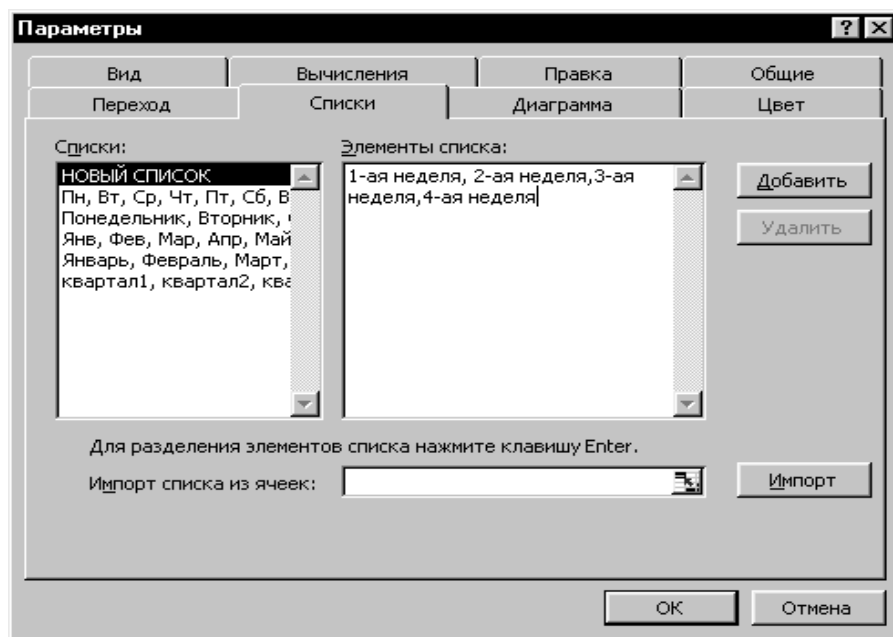 Параметры
Вид Вычисления Правка Общие
Переход Списки Диаграмма Цвет
Списки: Элементы списка:
НОВЫЙ СПИСОК
Пн, Вт, Ср, Чт, Пт, Сб, В
Понедельник, Вторник,
Янв, Фев, Мар, Апр, Май
Январь, Февраль, Март,
квартал1, квартал2, ква
1-ая неделя, 2-ая неделя,3-ая
неделя,4-ая неделя
Добавить
Удалить
Для разделения элементов списка нажмите клавишу Enter.
Импорт списка из ячеек: Импорт
ОК Отмена